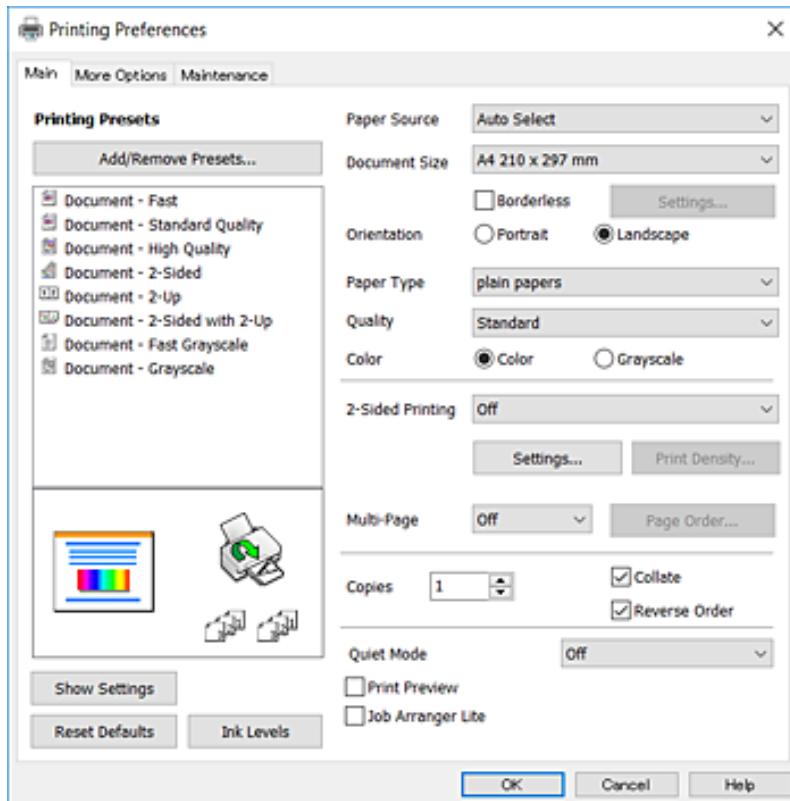 Printing Preferences
Main
More Options
Maintenance
Printing Presets
Add/Remove Presets...
Document - Fast
Document - Standard Quality
Document - High Quality
Document - 2-Sided
Document - 2-Up
Document - 2-Sided with 2-Up
Document - Fast Grayscale
Document - Grayscale
Show Settings
Reset Defaults
Ink Levels
Paper Source
Auto Select
Document Size
A4 210 x 297 mm
Borderless
Settings...
Orientation
Portrait
Landscape
Paper Type
plain papers
Quality
Standard
Color
Color
Grayscale
2-Sided Printing
Off
Settings...
Print Density...
Multi-Page
Off
Page Order...
Copies
1
Collate
Reverse Order
Quiet Mode
Off
Print Preview
Job Arranger Lite
OK
Cancel
Help